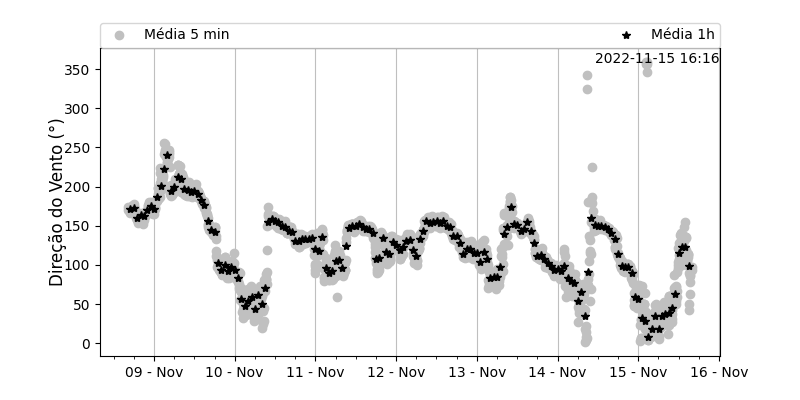 Média 5 min
Média 1h
2022-11-15 16:16
Direção do Vento (°)
350
300
250
200
150
100
50
0
09 - Nov
10 - Nov
11 - Nov
12 - Nov
13 - Nov
14 - Nov
15 - Nov
16 - Nov